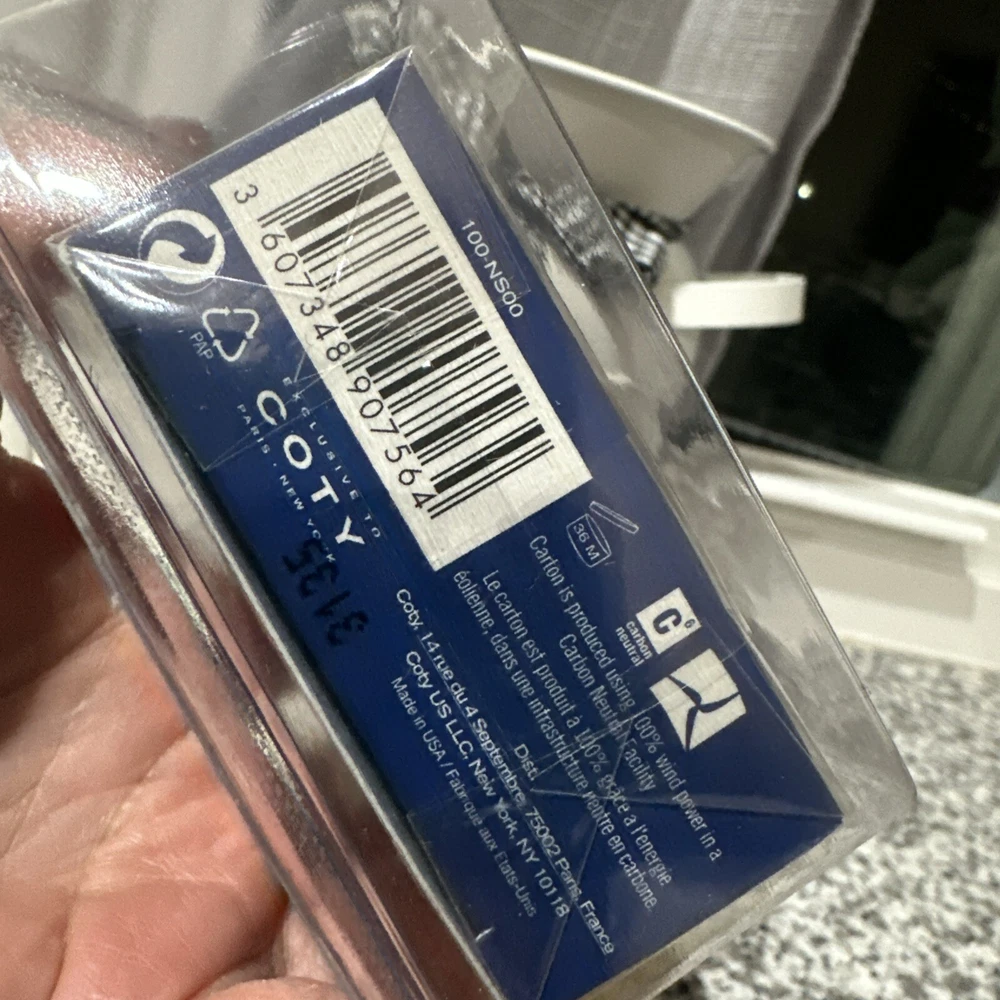 3 607348 907564
100-NS00
PAP
EXCLUSIVE TO
COTY
PARIS . NEW YORK
3135
36 M
C6
carbon
neutral
Carton is produced using 100% wind power in a
Carbon Neutral facility
Le carton est produit à 100% grâce à l'énergie
éolienne, dans une infrastructure neutre en carbone.
Dist.
Coty, 14 rue du 4 Septembre, 75002 Paris, France
Coty US LLC, New York, NY 10118
Made in USA / Fabriqué aux Etats-Unis